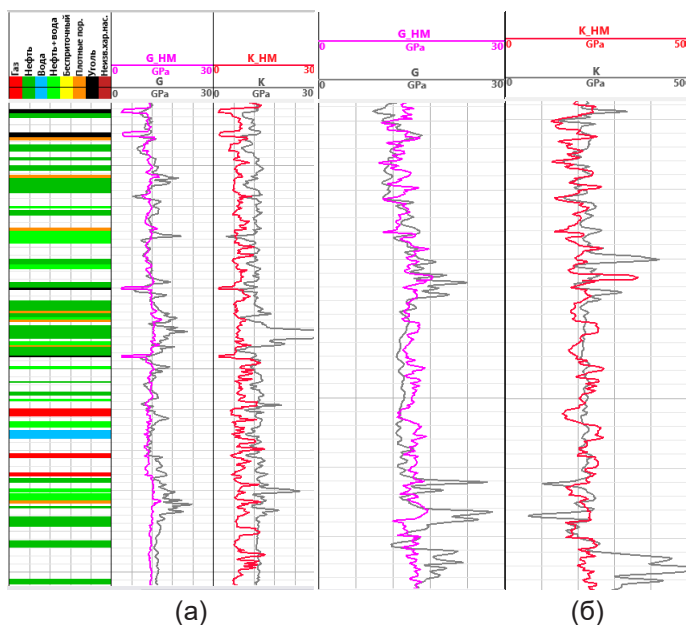 Газ
Нефть
Вода
Нефть+вода
Бесприточный
Плотные пор.
Уголь
Неизв.хар.нас.
G_HM
0 GPa 30
G
0 GPa 30
K_HM
0 GPa 30
K
0 GPa 30
G_HM
0 GPa 30
G
0 GPa 30
K_HM
0 GPa 50
K
0 GPa 50
(а)
(б)